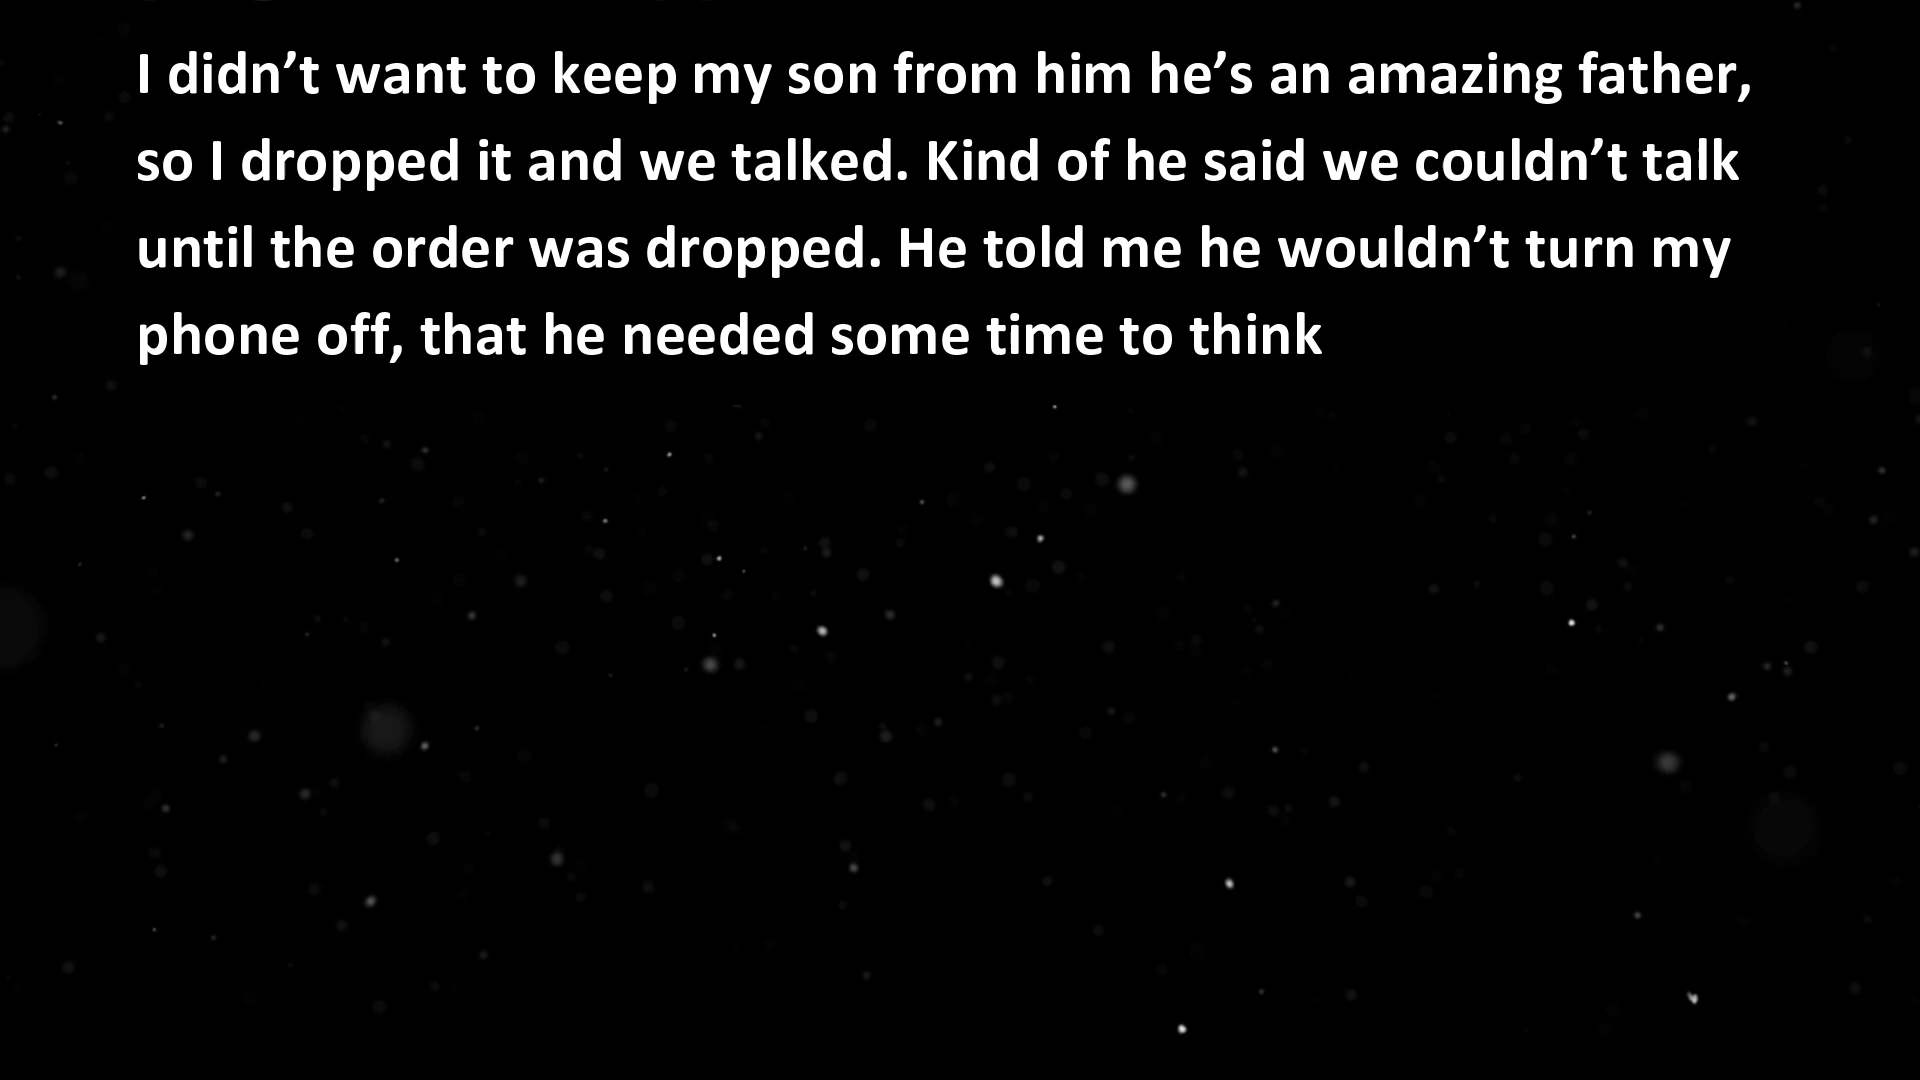 I didn’t want to keep my son from him he’s an amazing father,
so I dropped it and we talked. Kind of he said we couldn’t talk
until the order was dropped. He told me he wouldn’t turn my
phone off, that he needed some time to think